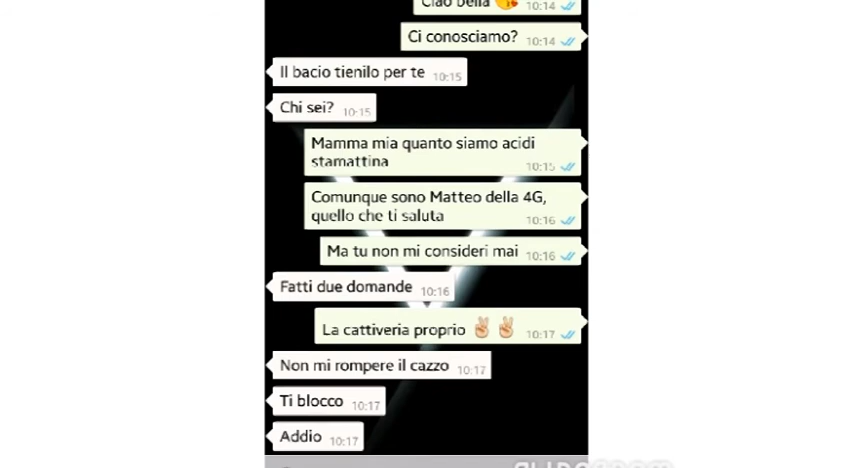 Ciao bella 😘 10:14
Ci conosciamo? 10:14
Il bacio tienilo per te 10:15
Chi sei? 10:15
Mamma mia quanto siamo acidi
stamattina 10:15
Comunque sono Matteo della 4G,
quello che ti saluta 10:16
Ma tu non mi consideri mai 10:16
Fatti due domande 10:16
La cattiveria proprio ✌🏻 ✌🏻 10:17
Non mi rompere il cazzo 10:17
Ti blocco 10:17
Addio 10:17